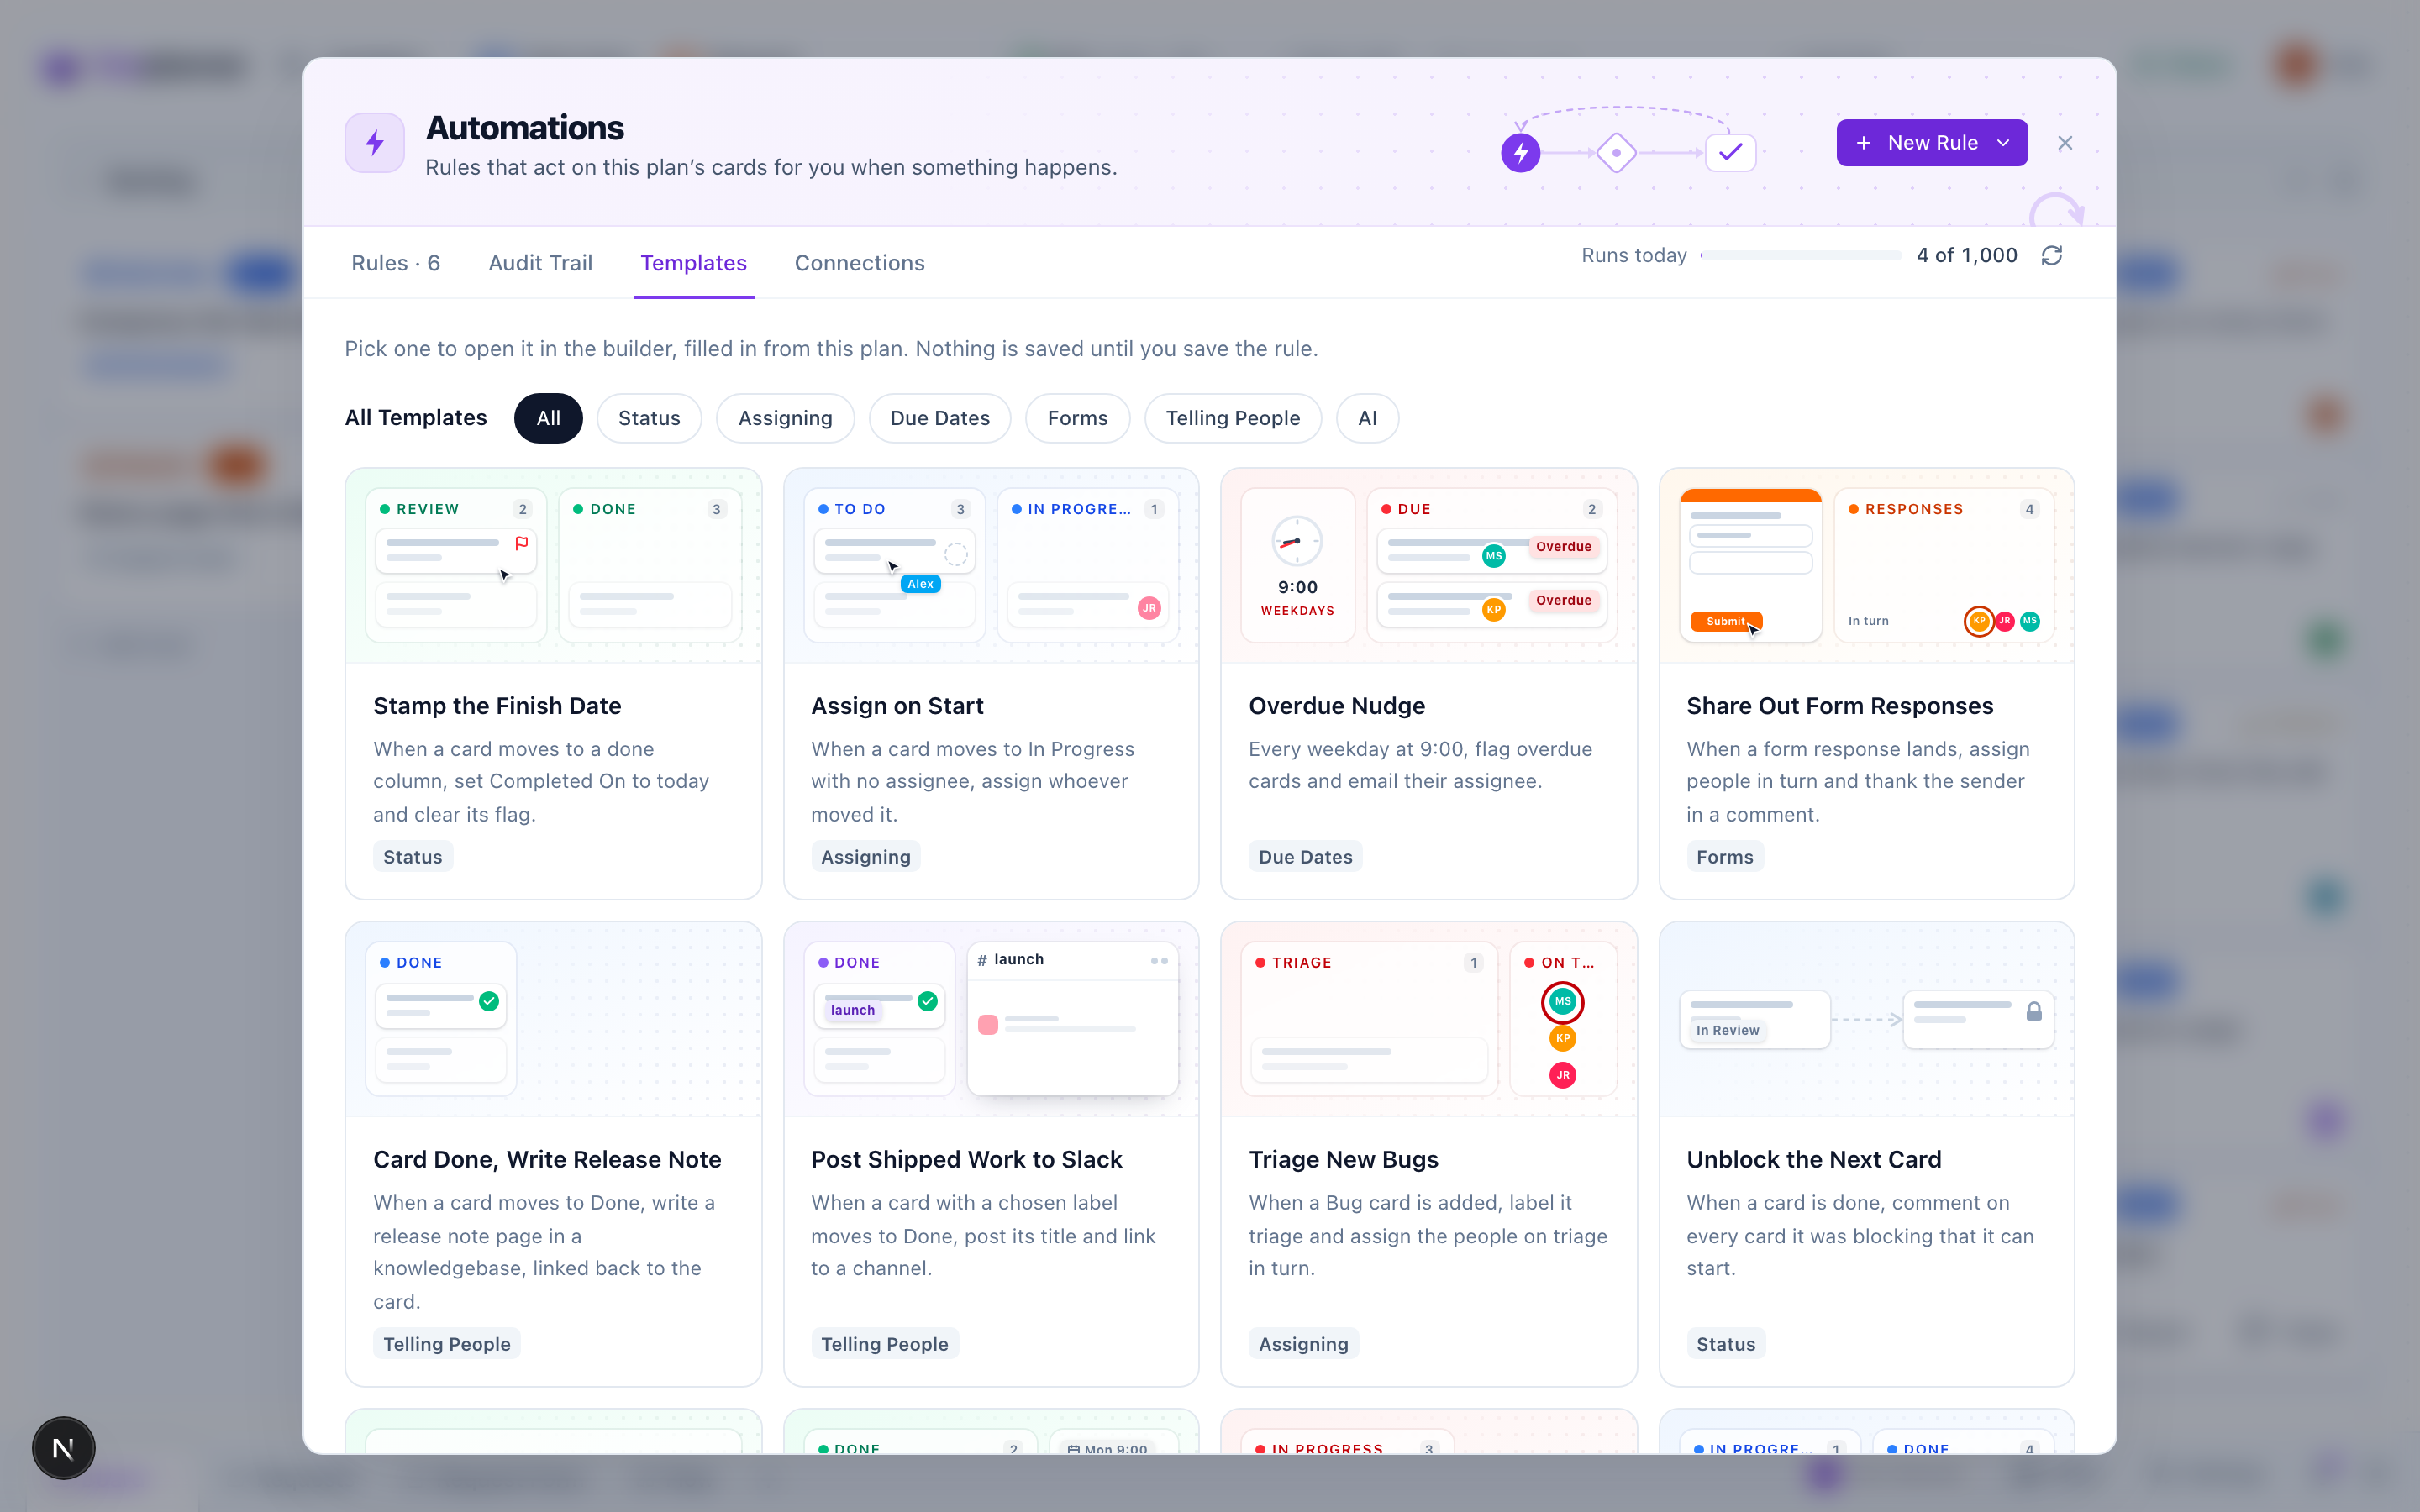 Automations
Rules that act on this plan’s cards for you when something happens.
+ New Rule
Rules · 6
Audit Trail
Templates
Connections
Runs today
4 of 1,000
Pick one to open it in the builder, filled in from this plan. Nothing is saved until you save the rule.
All Templates
All
Status
Assigning
Due Dates
Forms
Telling People
AI
REVIEW 2
DONE 3
TO DO 3
Alex
IN PROGRE... 1
JR
9:00
WEEKDAYS
DUE 2
MS
Overdue
KP
Overdue
Submit
RESPONSES 4
In turn
KP
JR
MS
Stamp the Finish Date
When a card moves to a done
column, set Completed On to today
and clear its flag.
Status
Assign on Start
When a card moves to In Progress
with no assignee, assign whoever
moved it.
Assigning
Overdue Nudge
Every weekday at 9:00, flag overdue
cards and email their assignee.
Due Dates
Share Out Form Responses
When a form response lands, assign
people in turn and thank the sender
in a comment.
Forms
DONE
DONE
launch
# launch
TRIAGE 1
ON T...
MS
KP
JR
In Review
Card Done, Write Release Note
When a card moves to Done, write a
release note page in a
knowledgebase, linked back to the
card.
Telling People
Post Shipped Work to Slack
When a card with a chosen label
moves to Done, post its title and link
to a channel.
Telling People
Triage New Bugs
When a Bug card is added, label it
triage and assign the people on triage
in turn.
Assigning
Unblock the Next Card
When a card is done, comment on
every card it was blocking that it can
start.
Status
DONE 2
Mon 9:00
IN PROGRESS 3
IN PROGRE... 1
DONE 4
N